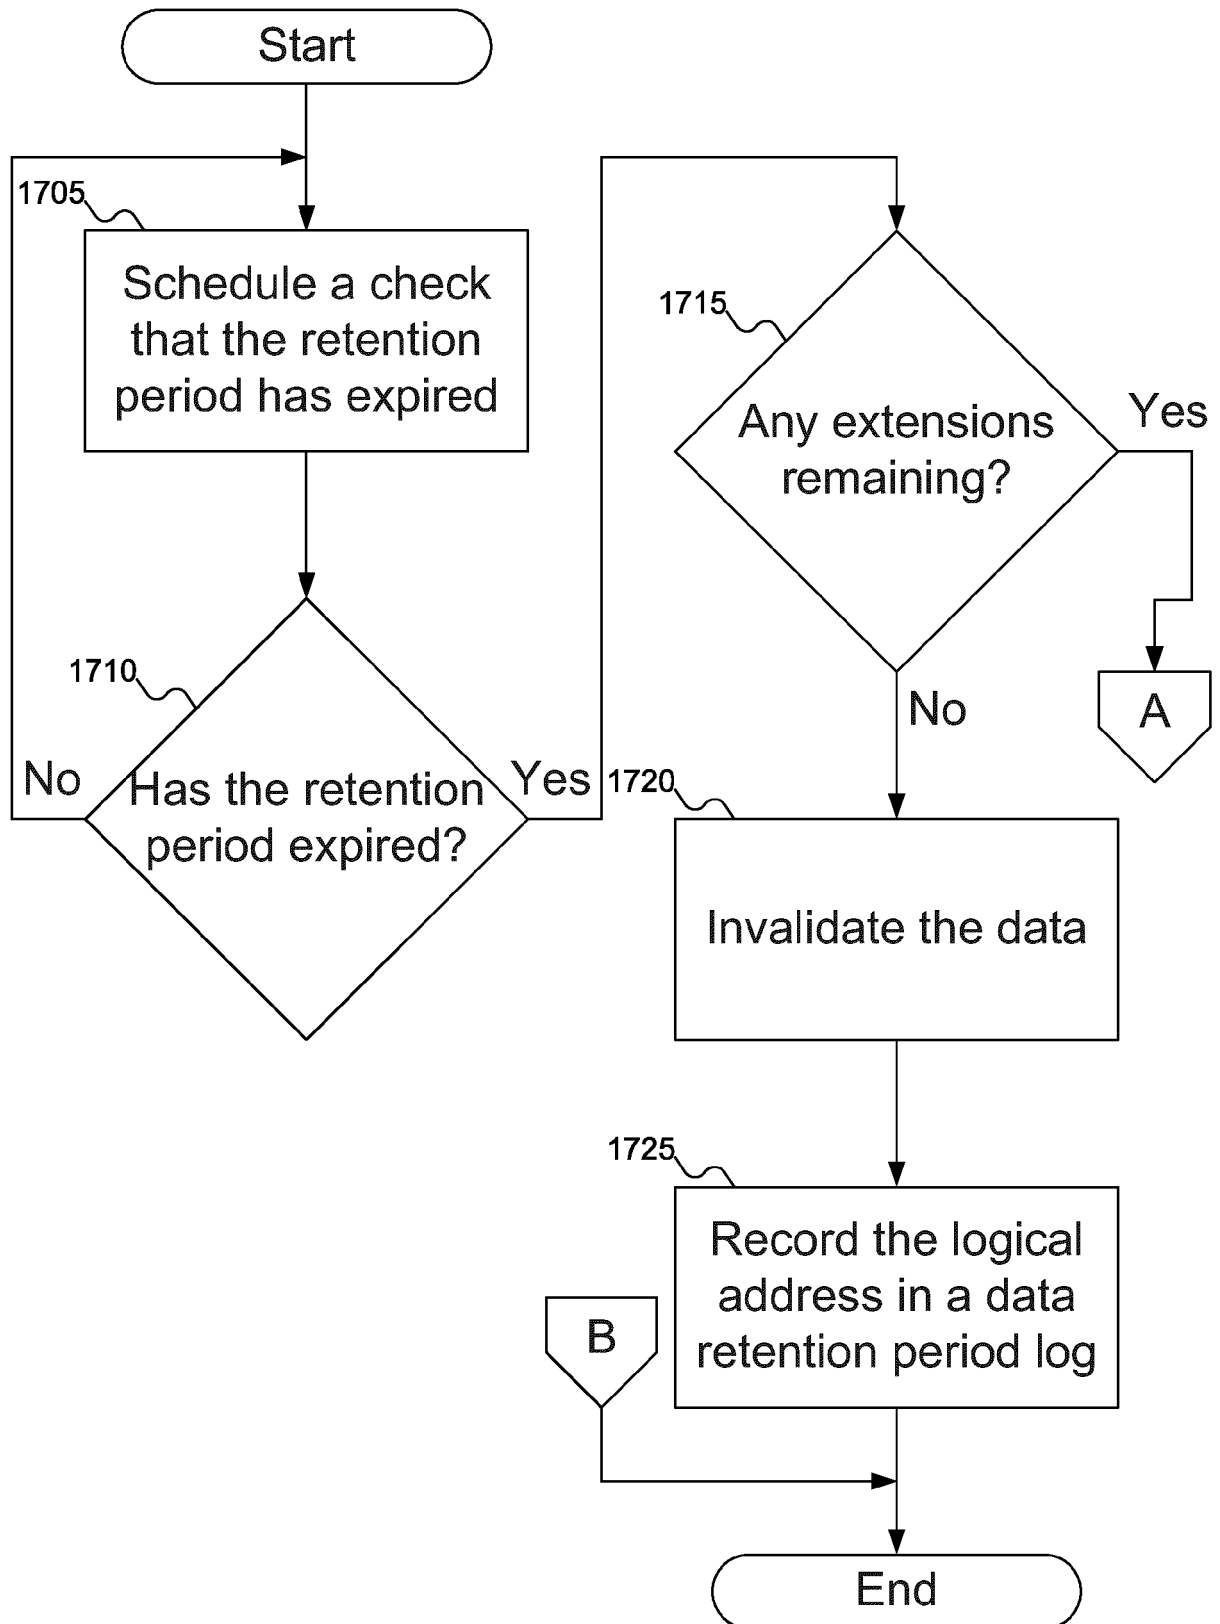 Start
1705
Schedule a check
that the retention
period has expired
1710
No
Has the retention
period expired?
Yes
1715
Any extensions
remaining?
Yes
A
No
1720
Invalidate the data
1725
Record the logical
address in a data
retention period log
B
End